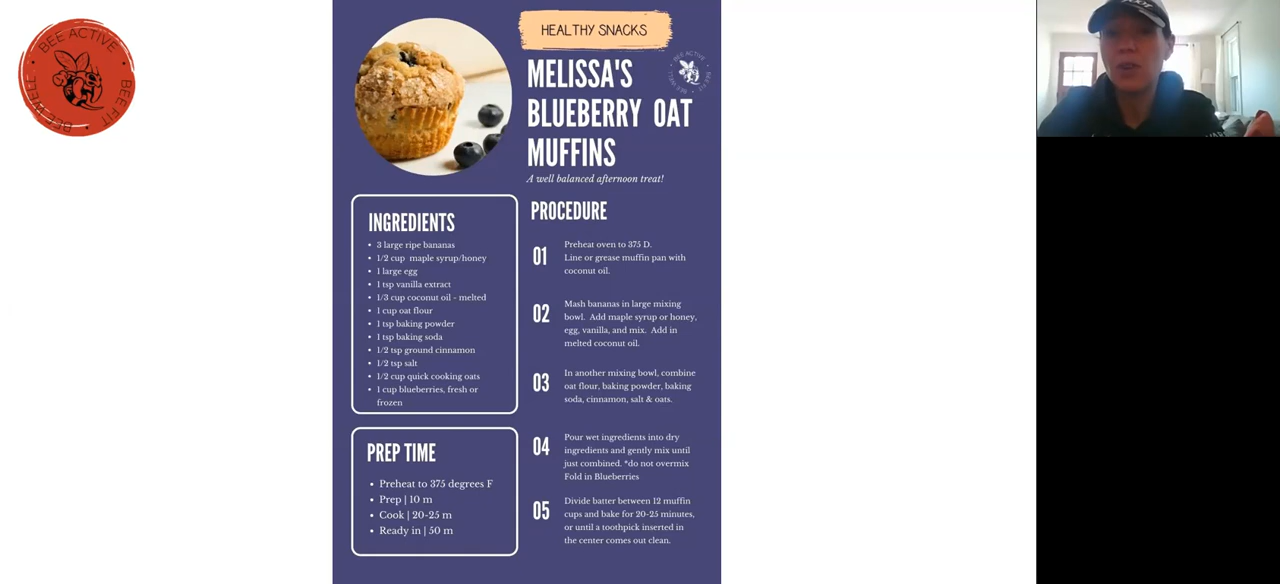 BEE ACTIVE
BEE FIT
HEALTHY SNACKS
MELISSA'S
BLUEBERRY OAT
MUFFINS
A well balanced afternoon treat!
BEE ACTIVE
INGREDIENTS
• 3 large ripe bananas
• 1/2 cup maple syrup/honey
• 1 large egg
• 1 tsp vanilla extract
• 1/3 cup coconut oil - melted
• 1 cup oat flour
• 1 tsp baking powder
• 1 tsp baking soda
• 1/2 tsp ground cinnamon
• 1/2 tsp salt
• 1/2 cup quick cooking oats
• 1 cup blueberries, fresh or
frozen
PREP TIME
• Preheat to 375 degrees F
• Prep | 10 m
• Cook | 20-25 m
• Ready in | 50 m
PROCEDURE
01
Preheat oven to 375 D.
Line or grease muffin pan with
coconut oil.
02
Mash bananas in large mixing
bowl. Add maple syrup or honey,
egg, vanilla, and mix. Add in
melted coconut oil.
03
In another mixing bowl, combine
oat flour, baking powder, baking
soda, cinnamon, salt & oats.
04
Pour wet ingredients into dry
ingredients and gently mix until
just combined. *do not overmix
Fold in Blueberries
05
Divide batter between 12 muffin
cups and bake for 20-25 minutes,
or until a toothpick inserted in
the center comes out clean.